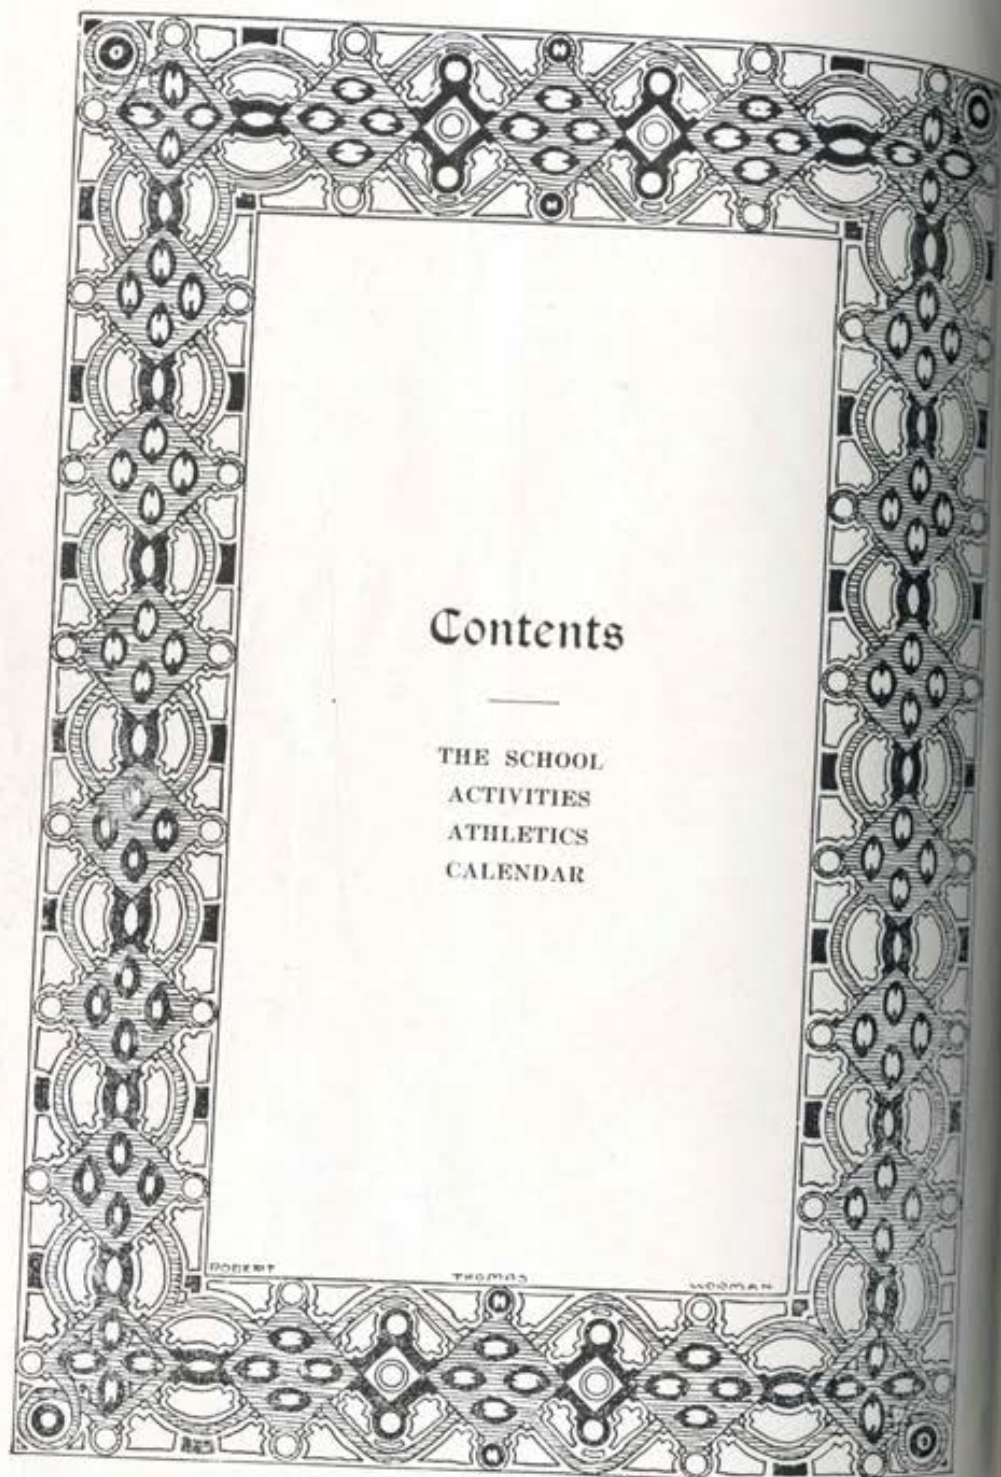 Contents
THE SCHOOL
ACTIVITIES
ATHLETICS
CALENDAR
ROBERT THOMAS WOOMAN